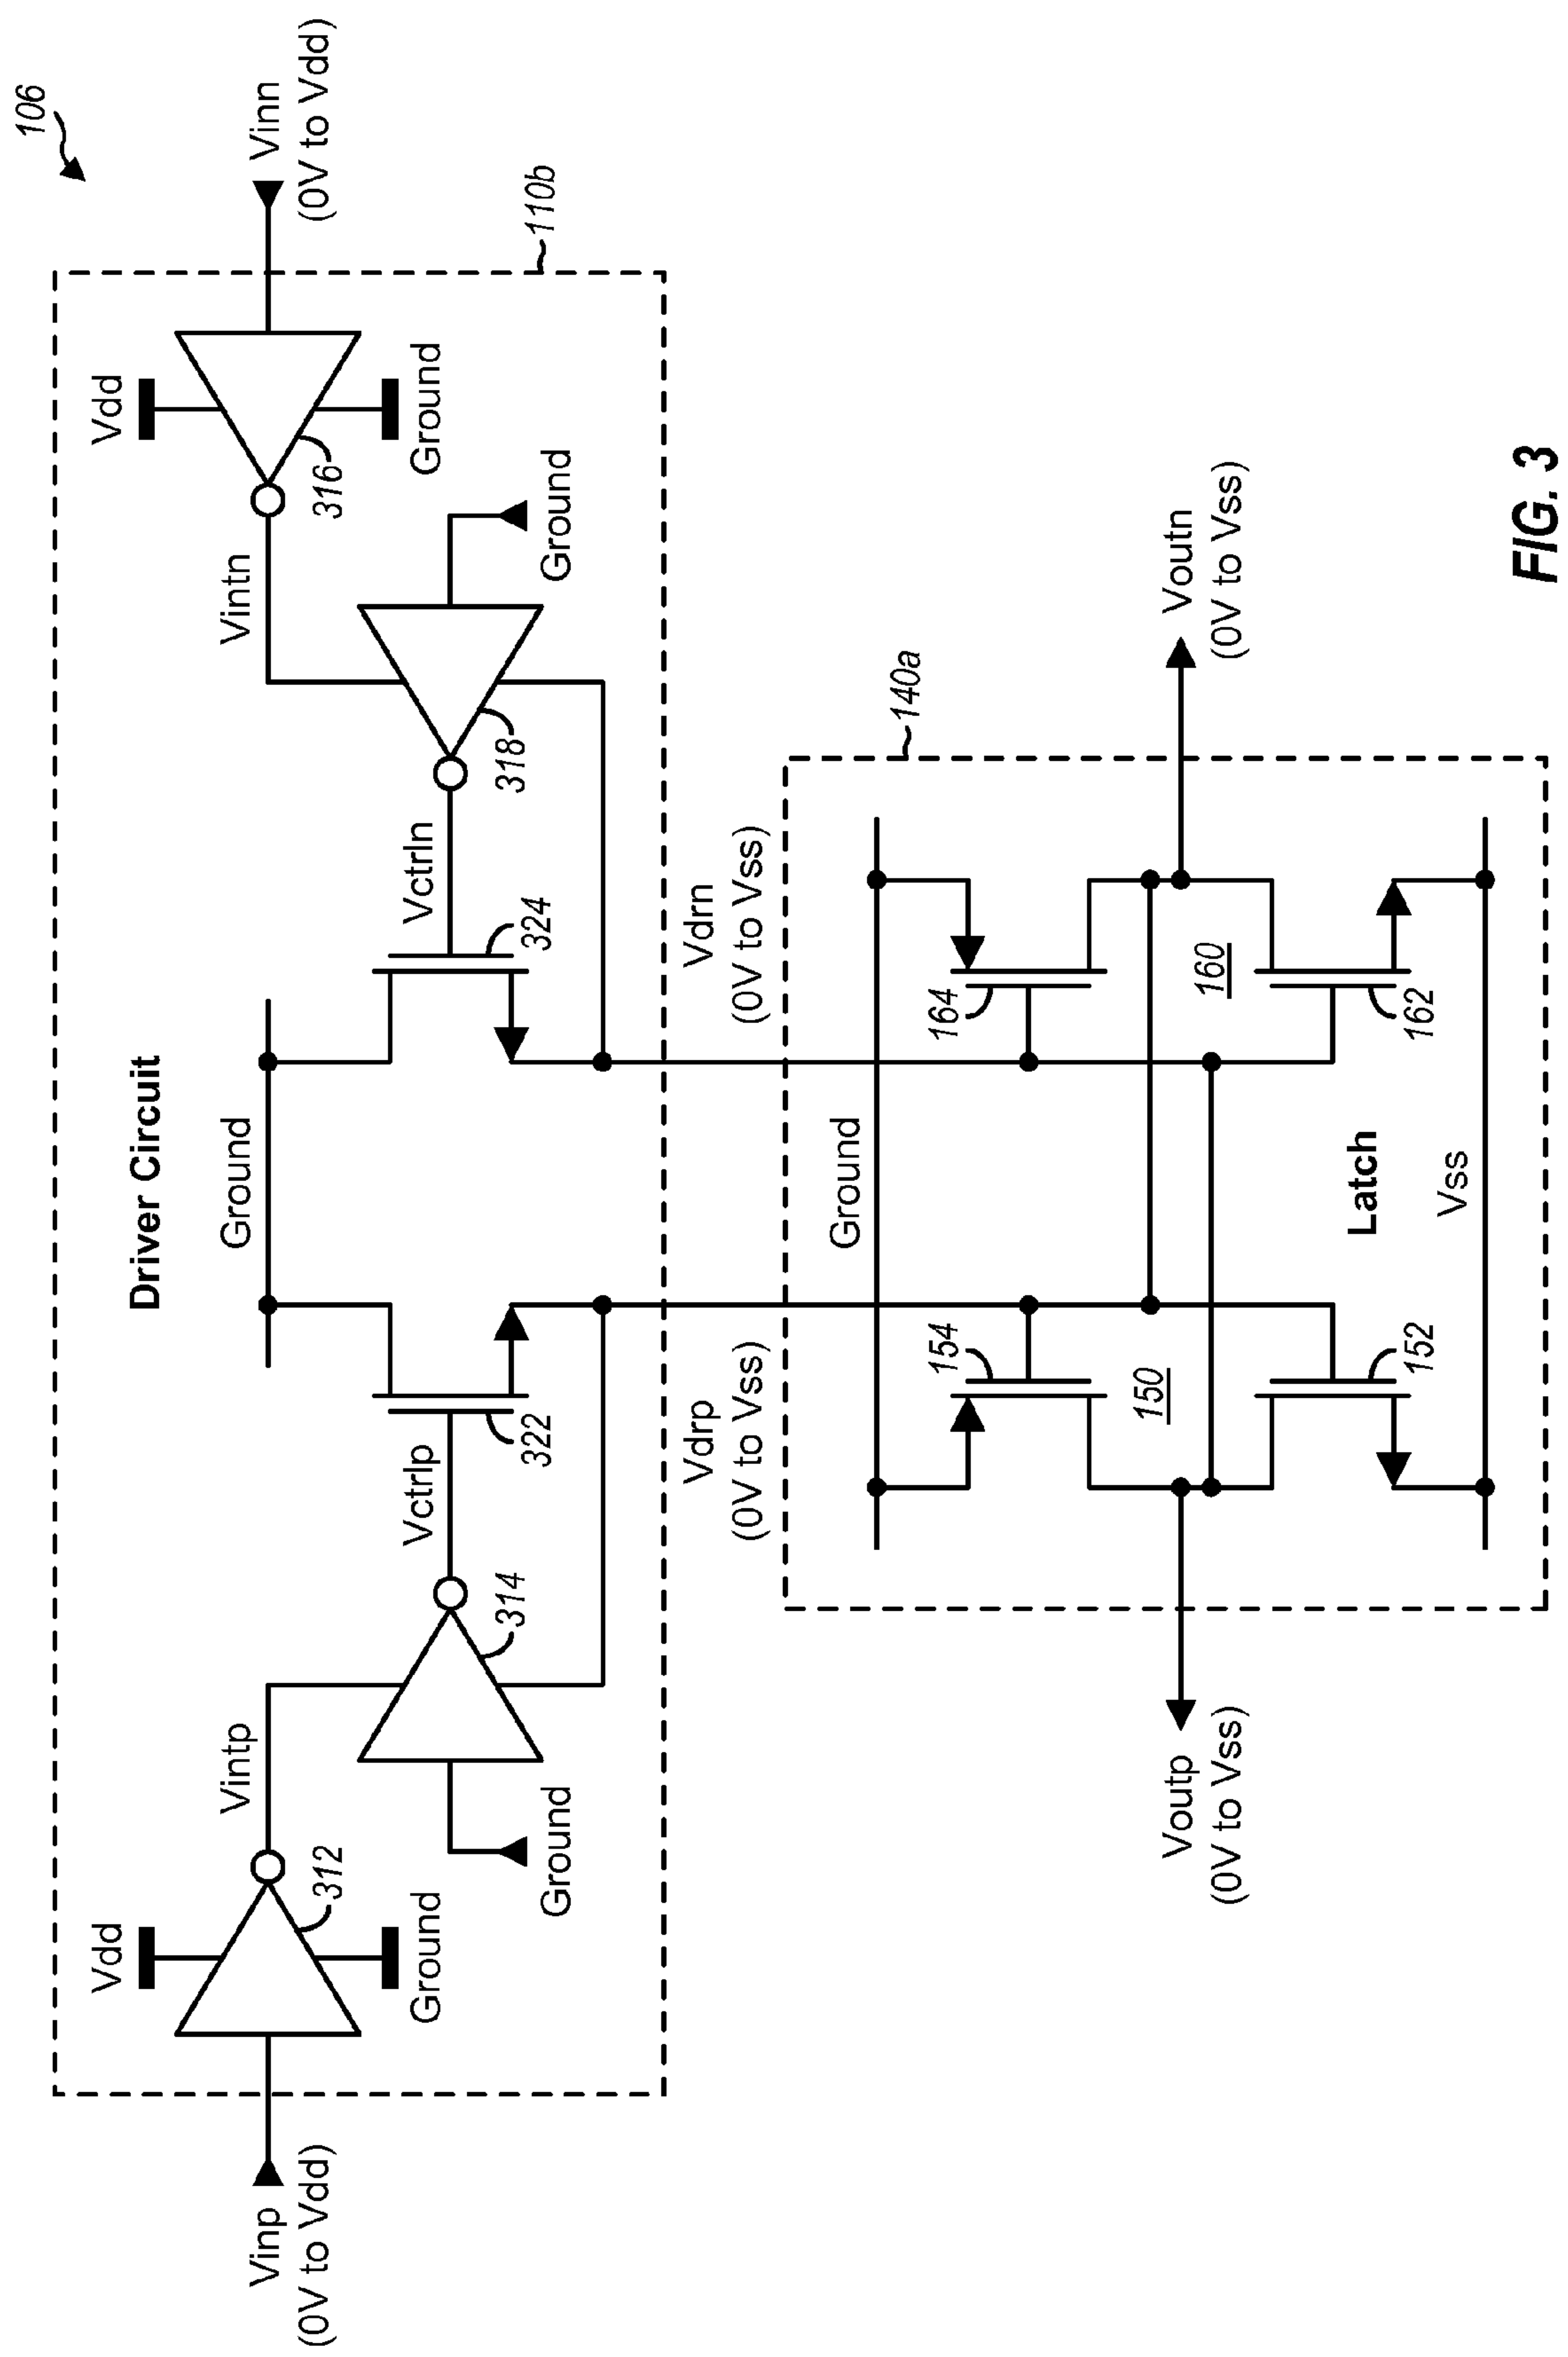 106
Driver Circuit
110b
Vinp
(0V to Vdd)
Vdd
312
Ground
Vintp
314
Ground
Vctrlp
322
Ground
324
Vctrln
318
Ground
Vintn
Vdd
316
Ground
Vinn
(0V to Vdd)
Vdrp
(0V to Vss)
Vdrn
(0V to Vss)
140a
Ground
154
164
150
160
Voutp
(0V to Vss)
Voutn
(0V to Vss)
152
Latch
162
Vss
FIG. 3